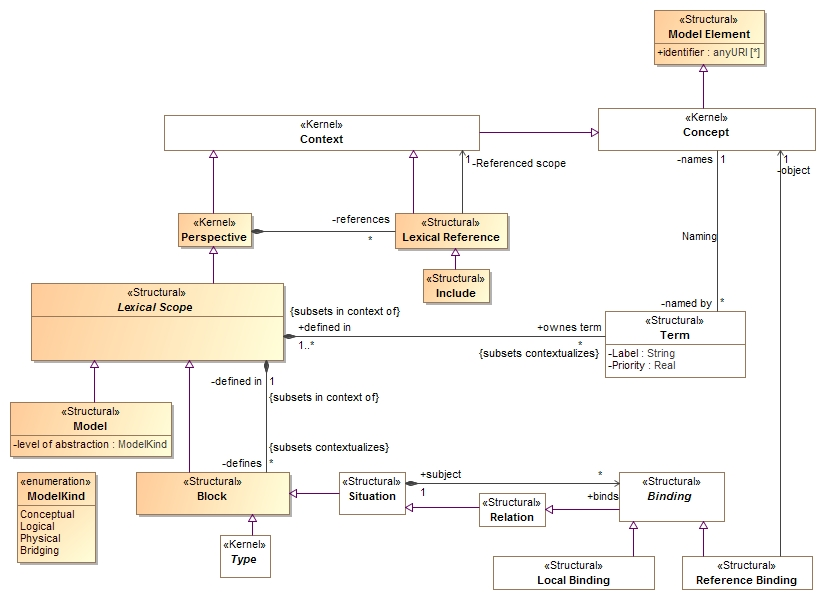 «Structural»
Model Element
+identifier : anyURI [*]
«Kernel»
Context
«Kernel»
Concept
1
-Referenced scope
-names
1
1
-object
«Kernel»
Perspective
-references
*
«Structural»
Lexical Reference
Naming
«Structural»
Include
«Structural»
Lexical Scope
{subsets in context of}
+defined in
1..*
+ownes term
*
{subsets contextualizes}
-named by
*
«Structural»
Term
-Label : String
-Priority : Real
-defined in
1
{subsets in context of}
«Structural»
Model
-level of abstraction : ModelKind
{subsets contextualizes}
-defines
*
«enumeration»
ModelKind
Conceptual
Logical
Physical
Bridging
«Structural»
Block
«Structural»
Situation
+subject
1
*
+binds
«Structural»
Relation
«Structural»
Binding
«Kernel»
Type
«Structural»
Local Binding
«Structural»
Reference Binding